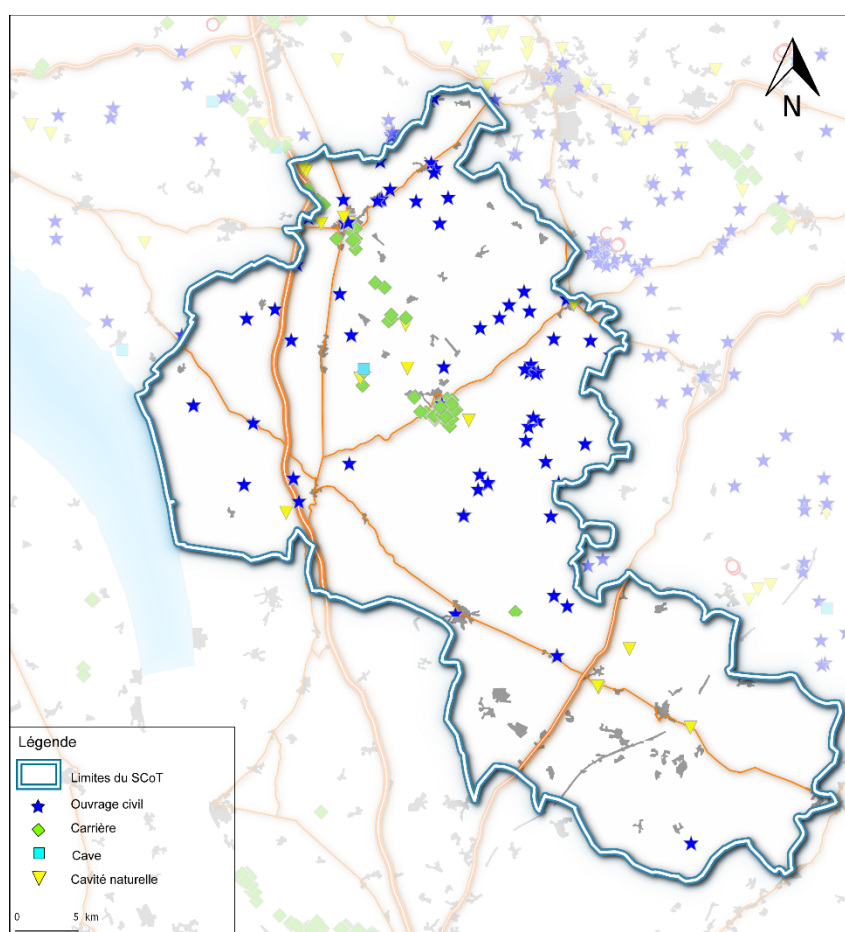 N
Légende
Limites du SCoT
Ouvrage civil
Carrière
Cave
Cavité naturelle
0 5 km